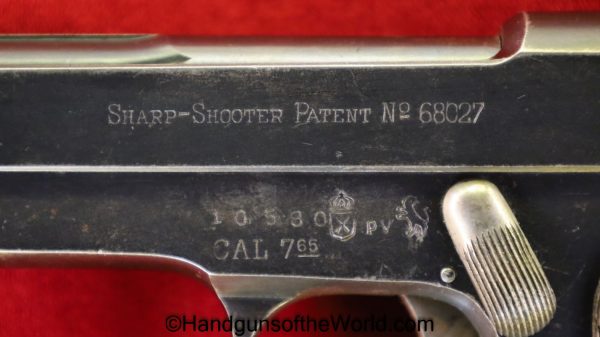 SHARP-SHOOTER PATENT Nº 68027
10530 X PV
CAL 7⁶⁵
©HandgunsoftheWorld.com